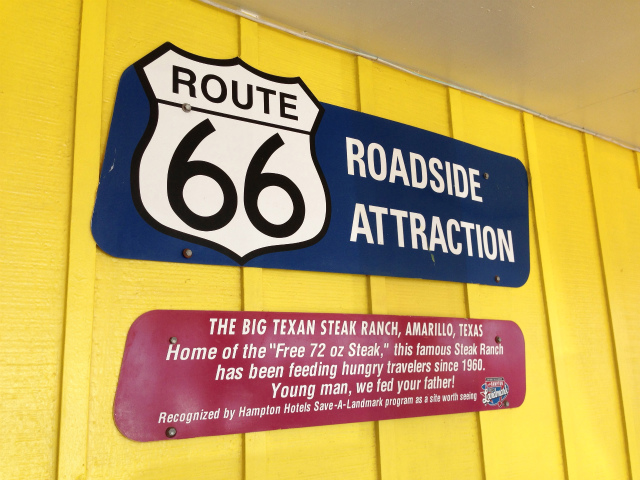 ROUTE
66
ROADSIDE
ATTRACTION
THE BIG TEXAN STEAK RANCH, AMARILLO, TEXAS
Home of the "Free 72 oz Steak," this famous Steak Ranch
has been feeding hungry travelers since 1960.
Young man, we fed your father!
Recognized by Hampton Hotels Save-A-Landmark program as a site worth seeing
Landmark